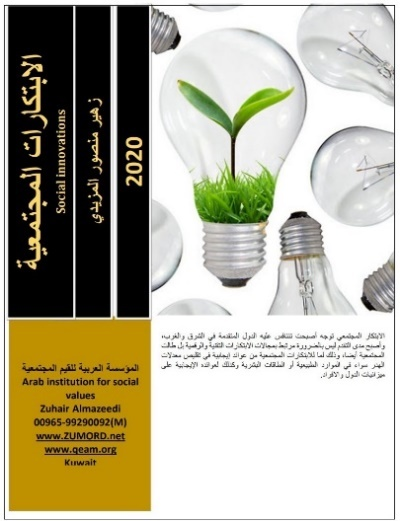 الابتكارات المجتمعية
Social innovations
زهير منصور المزيدي
2020
الابتكار المجتمعي توجه أصبحت تتنافس عليه الدول المتقدمة في الشرق والغرب،
وأصبح مدى التقدم ليس بالضرورة مرتبط بمجالات الابتكارات التقنية والرقمية بل طالت
المجتمعية أيضا، وذلك لما للابتكارات المجتمعية من عوائد إيجابية في تقليص معدلات
الهدر سواء في الموارد الطبيعية أو الطاقات البشرية وكذلك لعوائده الإيجابية على
ميزانيات الدول والأفراد.
المؤسسة العربية للقيم المجتمعية
Arab institution for social
values
Zuhair Almazeedi
00965-99290092(M)
www.ZUMORD.net
www.qeam.org
Kuwait